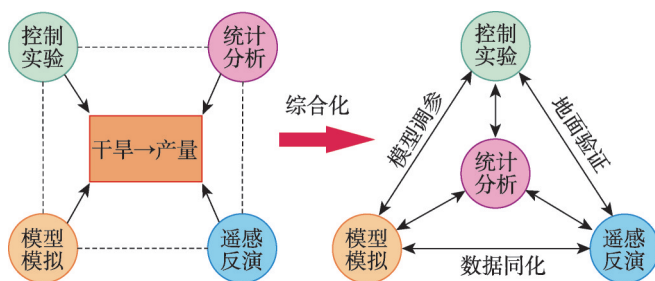 控制
实验
统计
分析
干旱→产量
模型
模拟
遥感
反演
综合化
控制
实验
模型调参
地面验证
统计
分析
模型
模拟
遥感
反演
数据同化